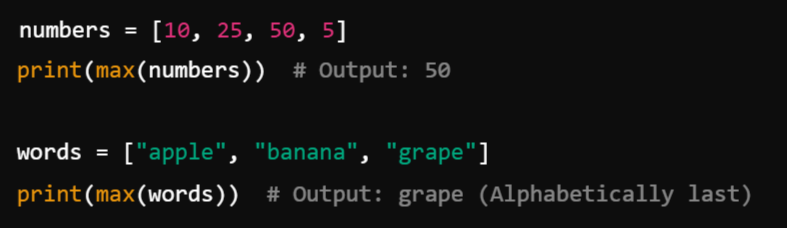 numbers = [10, 25, 50, 5]
print(max(numbers))  # Output: 50
words = ["apple", "banana", "grape"]
print(max(words))  # Output: grape (Alphabetically last)